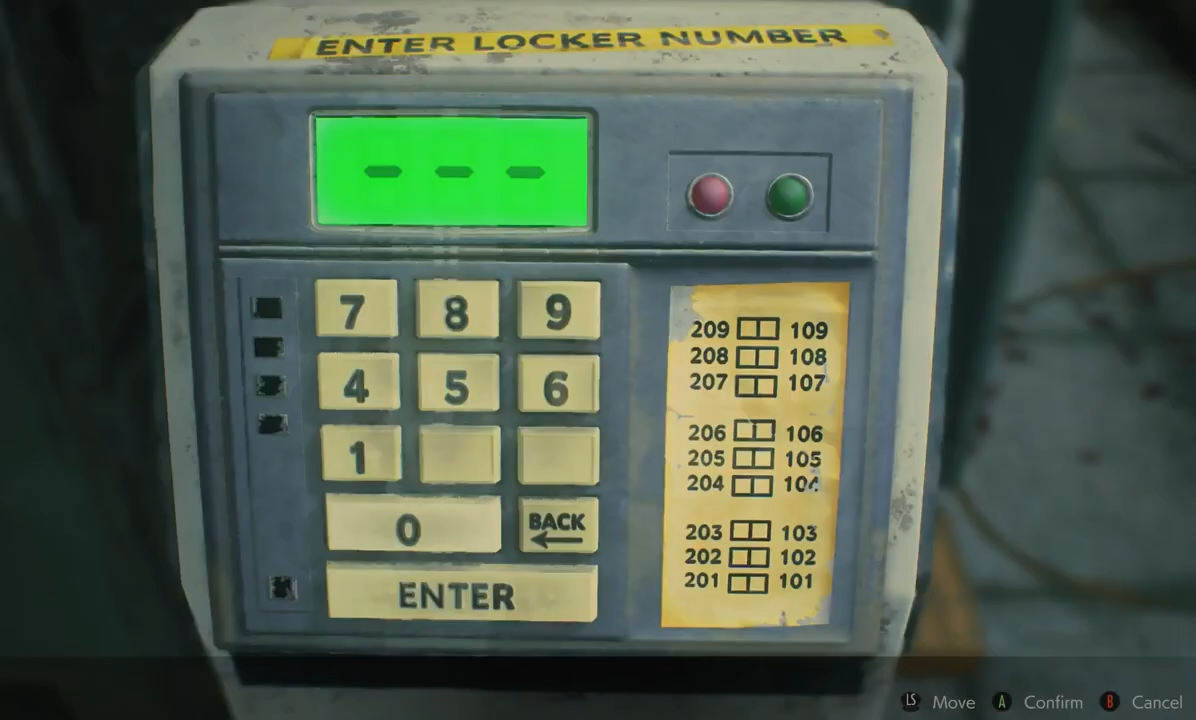 ENTER LOCKER NUMBER
- - -
7 8 9
4 5 6
1
0 BACK
ENTER
209 109
208 108
207 107
206 106
205 105
204 104
203 103
202 102
201 101
LS Move A Confirm B Cancel